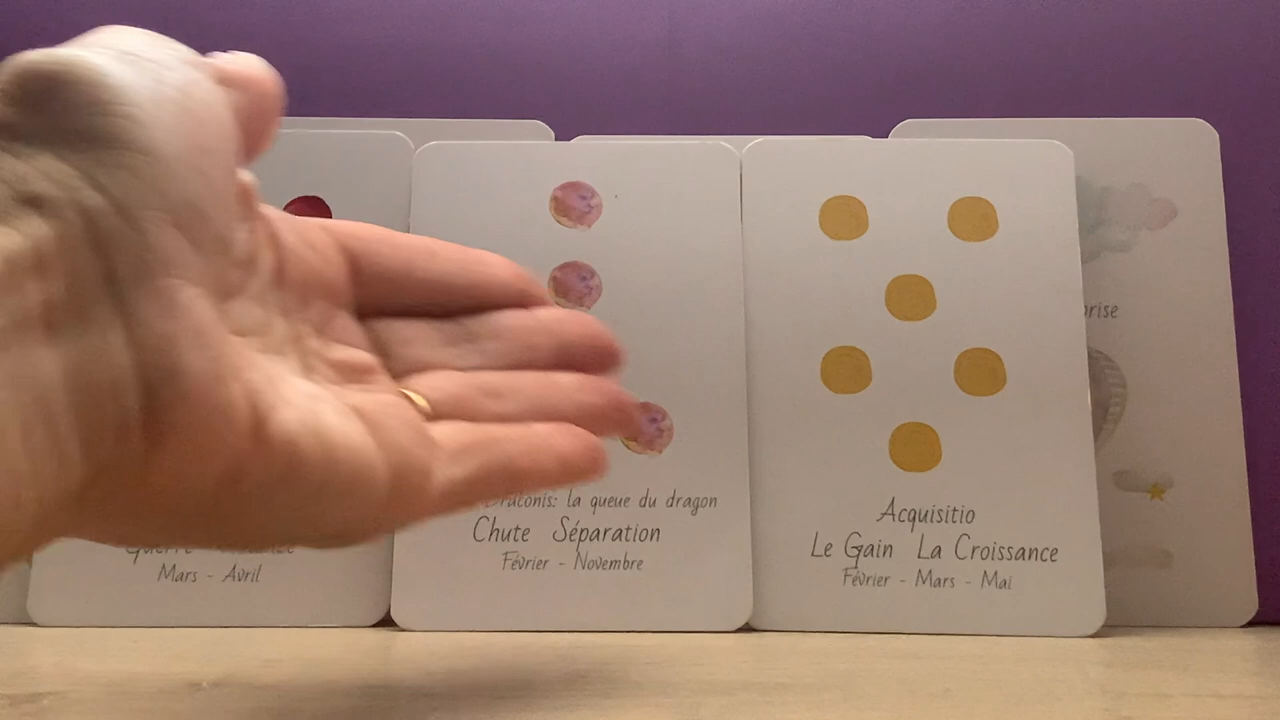 Mars - Avril
Draconis: la queue du dragon
Chute Séparation
Février - Novembre
Acquisitio
Le Gain La Croissance
Février - Mars - Mai